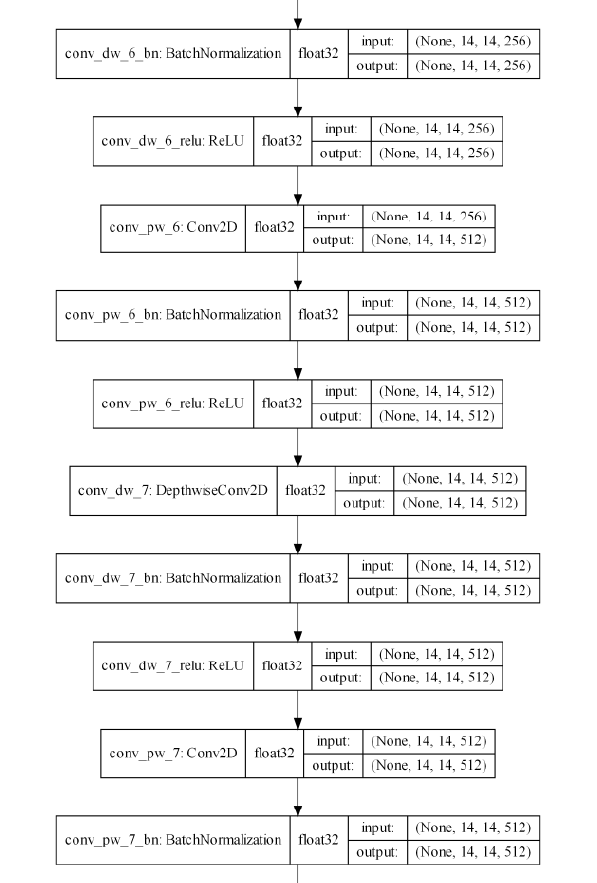 conv_dw_6_bn: BatchNormalization float32 input: (None, 14, 14, 256)
output: (None, 14, 14, 256)
conv_dw_6_relu: ReLU float32 input: (None, 14, 14, 256)
output: (None, 14, 14, 256)
conv_pw_6: Conv2D float32 input: (None, 14, 14, 256)
output: (None, 14, 14, 512)
conv_pw_6_bn: BatchNormalization float32 input: (None, 14, 14, 512)
output: (None, 14, 14, 512)
conv_pw_6_relu: ReLU float32 input: (None, 14, 14, 512)
output: (None, 14, 14, 512)
conv_dw_7: DepthwiseConv2D float32 input: (None, 14, 14, 512)
output: (None, 14, 14, 512)
conv_dw_7_bn: BatchNormalization float32 input: (None, 14, 14, 512)
output: (None, 14, 14, 512)
conv_dw_7_relu: ReLU float32 input: (None, 14, 14, 512)
output: (None, 14, 14, 512)
conv_pw_7: Conv2D float32 input: (None, 14, 14, 512)
output: (None, 14, 14, 512)
conv_pw_7_bn: BatchNormalization float32 input: (None, 14, 14, 512)
output: (None, 14, 14, 512)